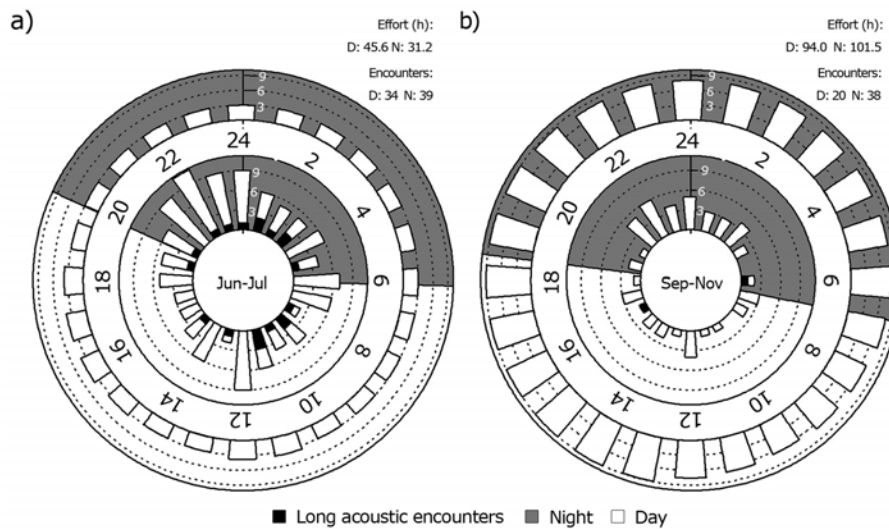 a)
Effort (h):
D: 45.6 N: 31.2
Encounters:
D: 34 N: 39
9
6
3
24
2
4
6
8
10
12
14
16
18
20
22
9
6
3
Jun-Jul
b)
Effort (h):
D: 94.0 N: 101.5
Encounters:
D: 20 N: 38
9
6
3
24
2
4
6
8
10
12
14
16
18
20
22
9
6
3
Sep-Nov
Long acoustic encounters Night Day